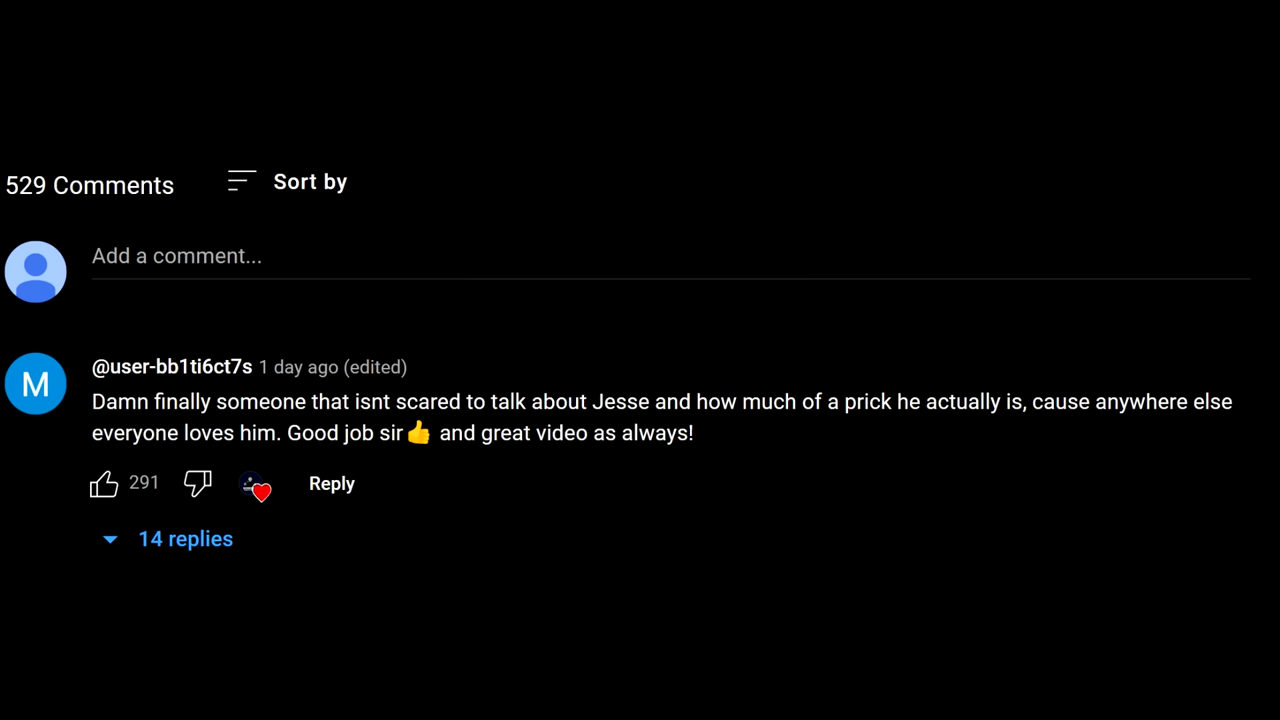 529 Comments
Sort by
Add a comment...
M
@user-bb1ti6ct7s 1 day ago (edited)
Damn finally someone that isnt scared to talk about Jesse and how much of a prick he actually is, cause anywhere else
everyone loves him. Good job sir👍 and great video as always!
291
Reply
14 replies